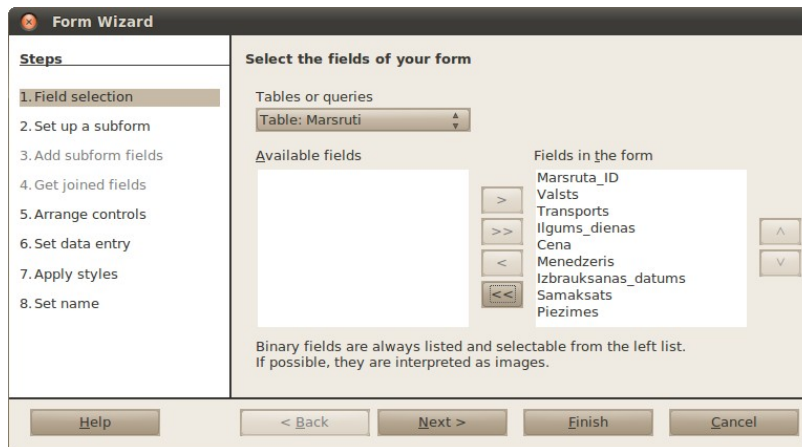 Form Wizard
Steps
1. Field selection
2. Set up a subform
3. Add subform fields
4. Get joined fields
5. Arrange controls
6. Set data entry
7. Apply styles
8. Set name
Select the fields of your form
Tables or queries
Table: Marsruti
Available fields
Fields in the form
Marsruta_ID
Valsts
Transports
Ilgums_dienas
Cena
Menedzeris
Izbrauksanas_datums
Samaksats
Piezimes
>
>>
<
<<
Binary fields are always listed and selectable from the left list.
If possible, they are interpreted as images.
Help
< Back
Next >
Finish
Cancel